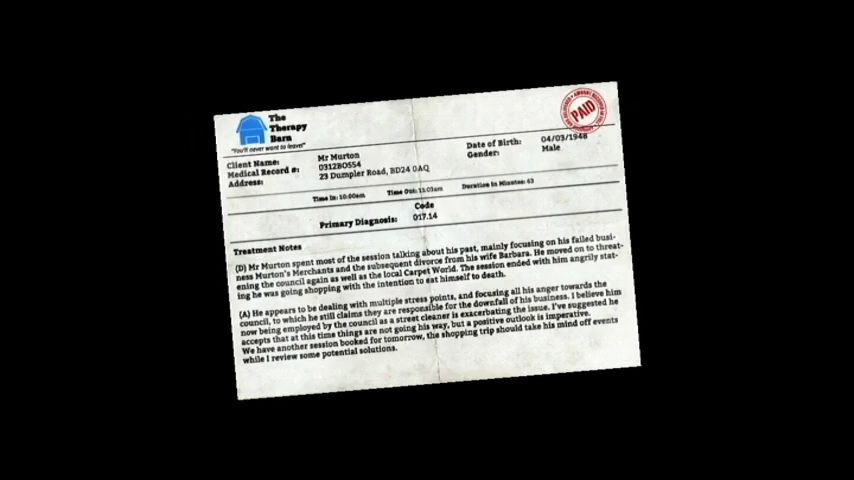 The
Therapy
Barn
"You'll never want to leave!"
PAID
Client Name: Mr Murton Date of Birth: 04/03/1948
Medical Record #: 0312BO554 Gender: Male
Address: 23 Dumpler Road, BD24 0AQ
Time In: 10:00am Time Out: 11:03am Duration in Minutes: 63
Code
Primary Diagnosis: 017.14
Treatment Notes
(D) Mr Murton spent most of the session talking about his past, mainly focusing on his failed busi-
ness Murton's Merchants and the subsequent divorce from his wife Barbara. He moved on to threat-
ening the council again as well as the local Carpet World. The session ended with him angrily stat-
ing he was going shopping with the intention to eat himself to death.
(A) He appears to be dealing with multiple stress points, and focusing all his anger towards the
council, to which he still claims they are responsible for the downfall of his business. I believe him
now being employed by the council as a street cleaner is exacerbating the issue. I've suggested he
accepts that at this time things are not going his way, but a positive outlook is imperative.
We have another session booked for tomorrow, the shopping trip should take his mind off events
while I review some potential solutions.